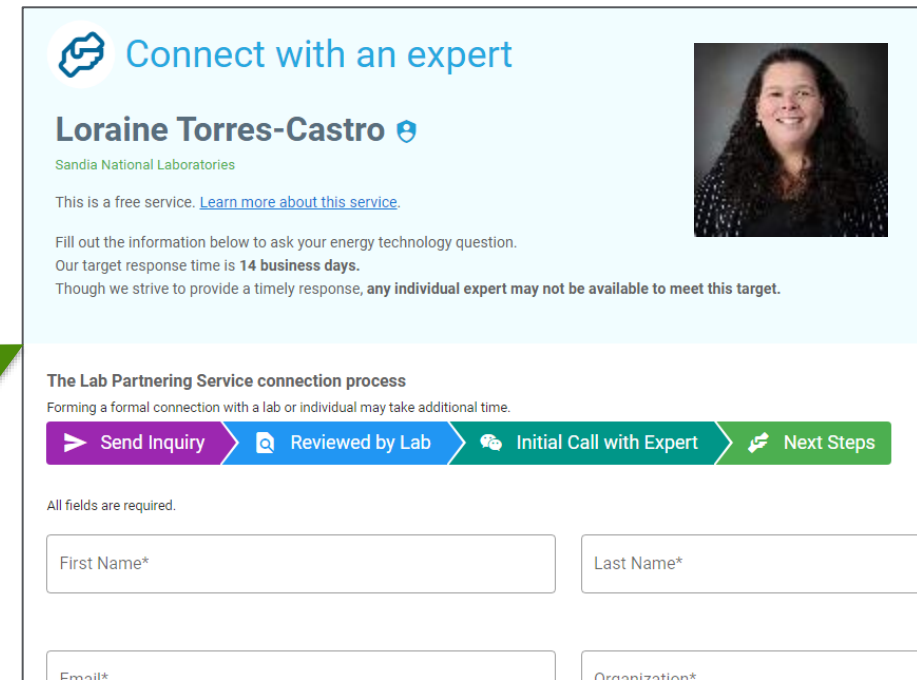 Connect with an expert
Loraine Torres-Castro
Sandia National Laboratories
This is a free service. Learn more about this service.
Fill out the information below to ask your energy technology question.
Our target response time is 14 business days.
Though we strive to provide a timely response, any individual expert may not be available to meet this target.
The Lab Partnering Service connection process
Forming a formal connection with a lab or individual may take additional time.
Send Inquiry Reviewed by Lab Initial Call with Expert Next Steps
All fields are required.
First Name* Last Name*
Email* Organization*